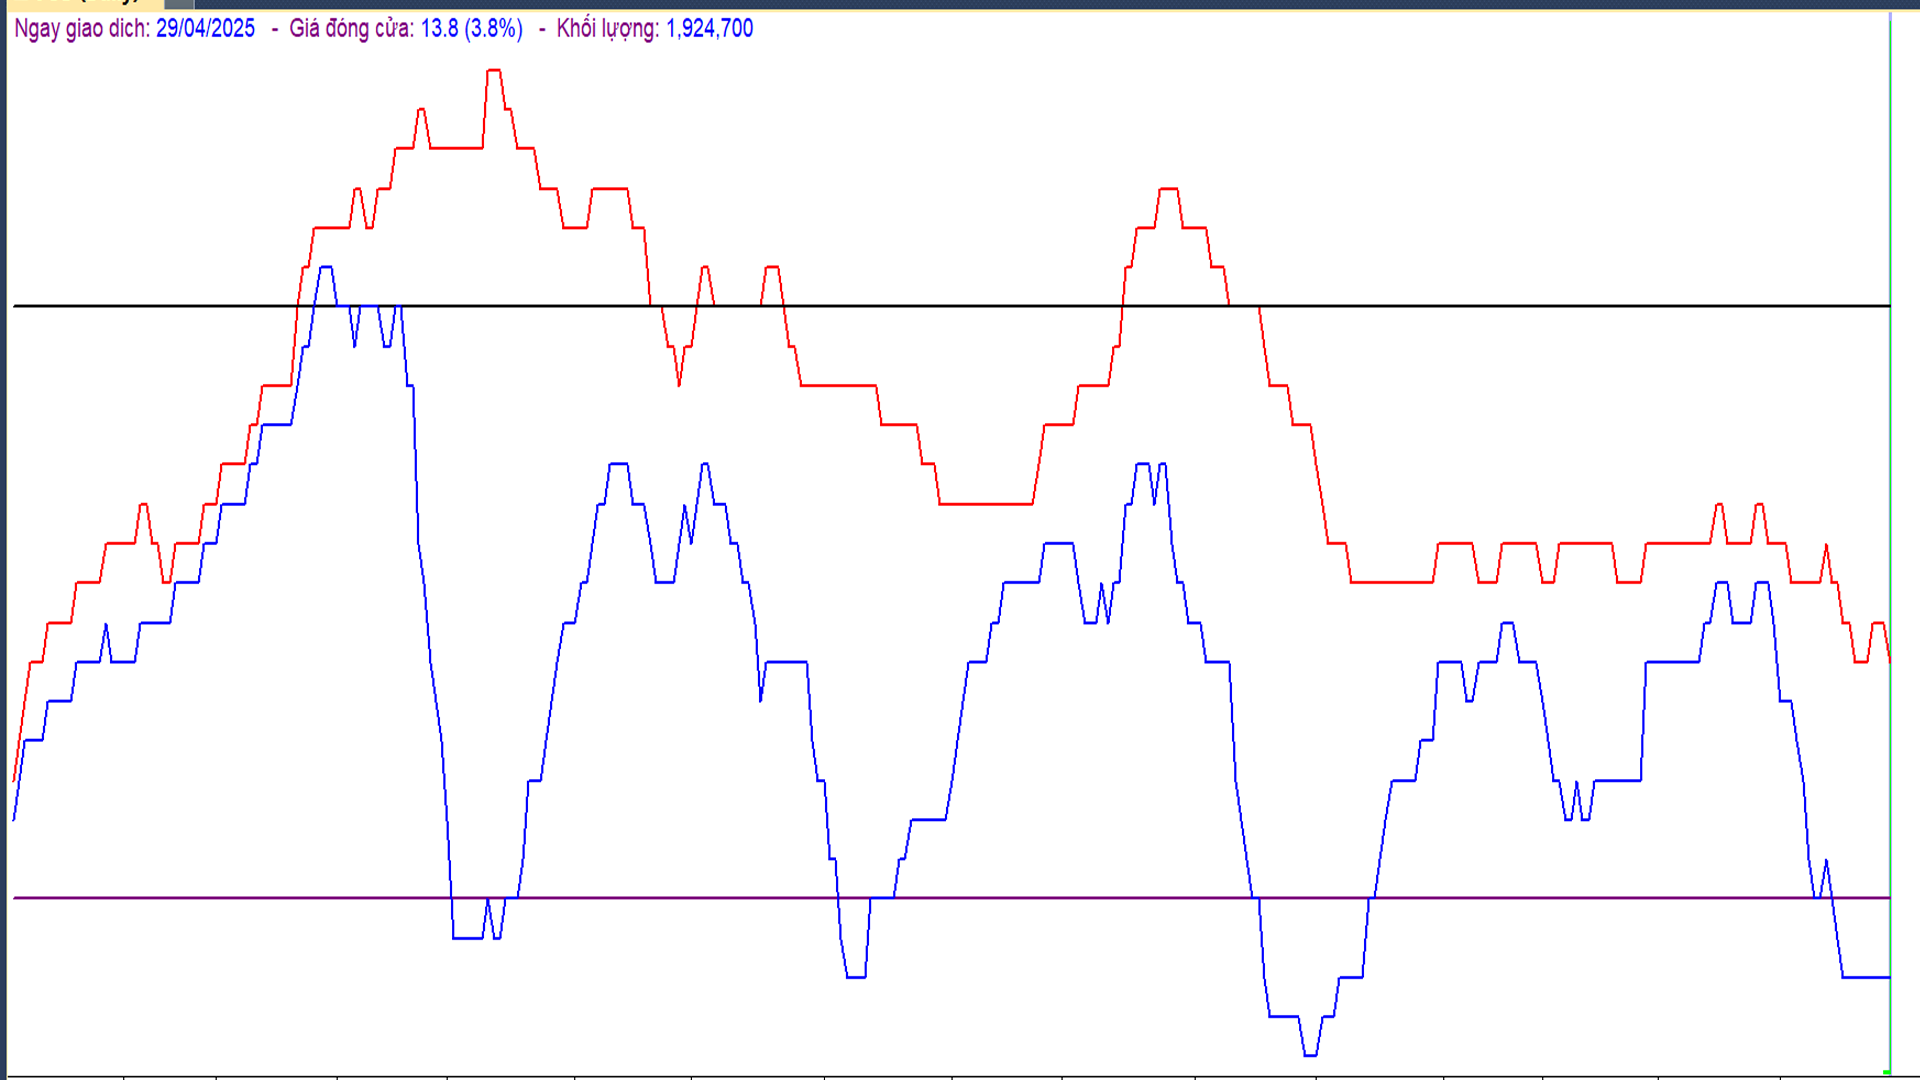 Ngay giao dich: 29/04/2025 - Giá đóng cửa: 13.8 (3.8%) - Khối lượng: 1,924,700